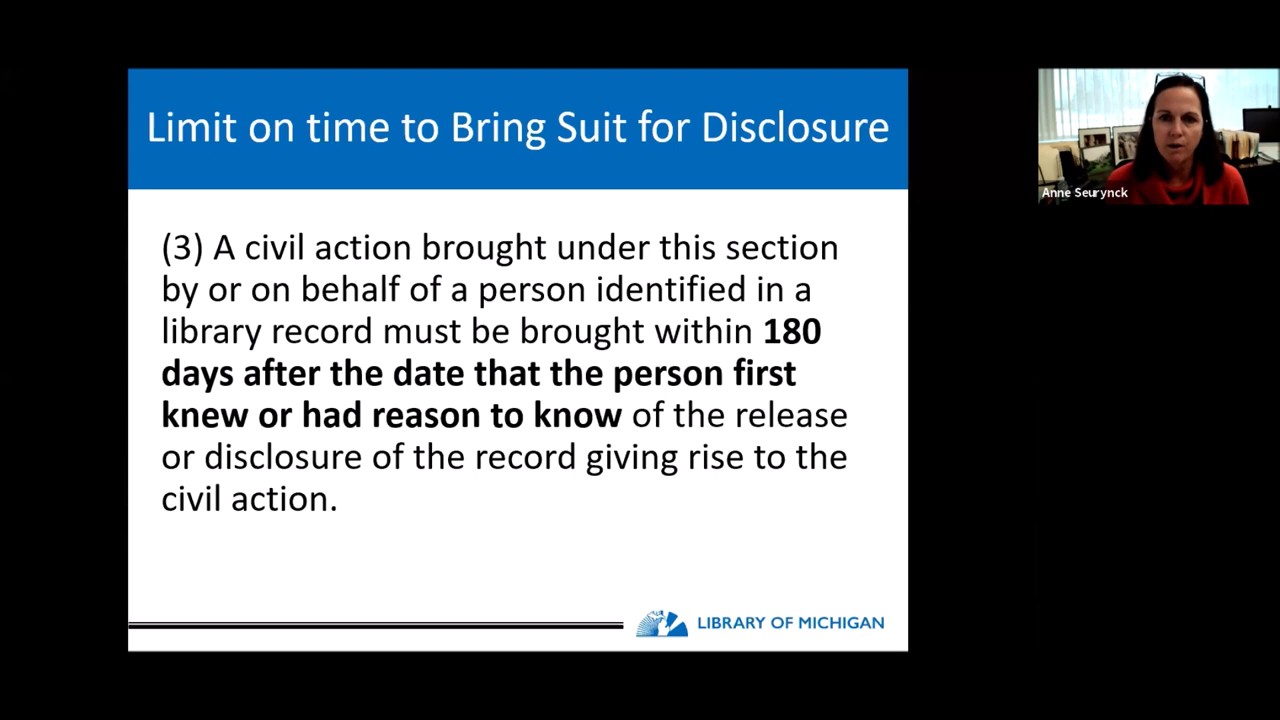 Limit on time to Bring Suit for Disclosure
(3) A civil action brought under this section
by or on behalf of a person identified in a
library record must be brought within 180
days after the date that the person first
knew or had reason to know of the release
or disclosure of the record giving rise to the
civil action.
LIBRARY OF MICHIGAN
Anne Seurynck